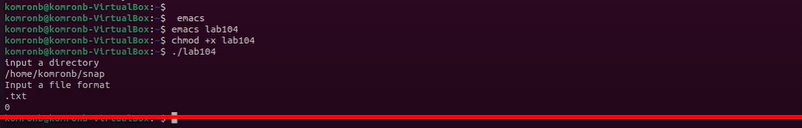 komronb@komronb-VirtualBox:~$
komronb@komronb-VirtualBox:~$  emacs
komronb@komronb-VirtualBox:~$ emacs lab104
komronb@komronb-VirtualBox:~$ chmod +x lab104
komronb@komronb-VirtualBox:~$ ./lab104
input a directory
/home/komronb/snap
Input a file format
.txt
0
komronb@komronb-VirtualBox:~$